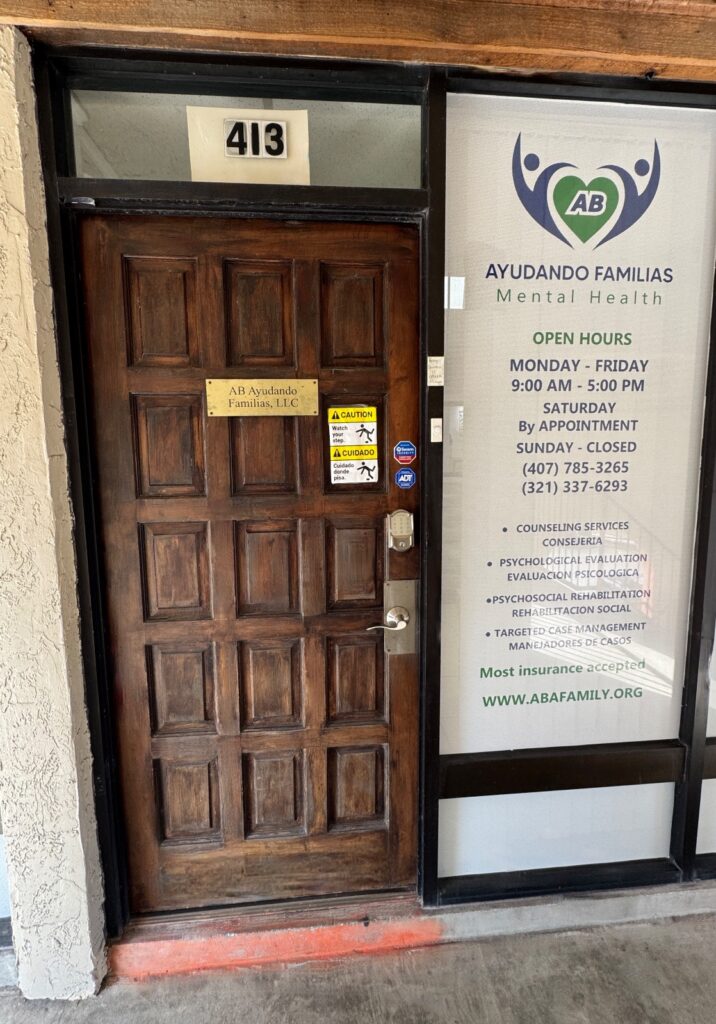 413
AB Ayudando
Familias, LLC
CAUTION
Watch
your
step.
CUIDADO
Cuidado
donde
pisa.
ADT
AB
AYUDANDO FAMILIAS
Mental Health
OPEN HOURS
MONDAY - FRIDAY
9:00 AM - 5:00 PM
SATURDAY
By APPOINTMENT
SUNDAY - CLOSED
(407) 785-3265
(321) 337-6293
• COUNSELING SERVICES
CONSEJERIA
• PSYCHOLOGICAL EVALUATION
EVALUACION PSICOLOGICA
•PSYCHOSOCIAL REHABILITATION
REHABILITACION SOCIAL
• TARGETED CASE MANAGEMENT
MANEJADORES DE CASOS
Most insurance accepted
WWW.ABAFAMILY.ORG